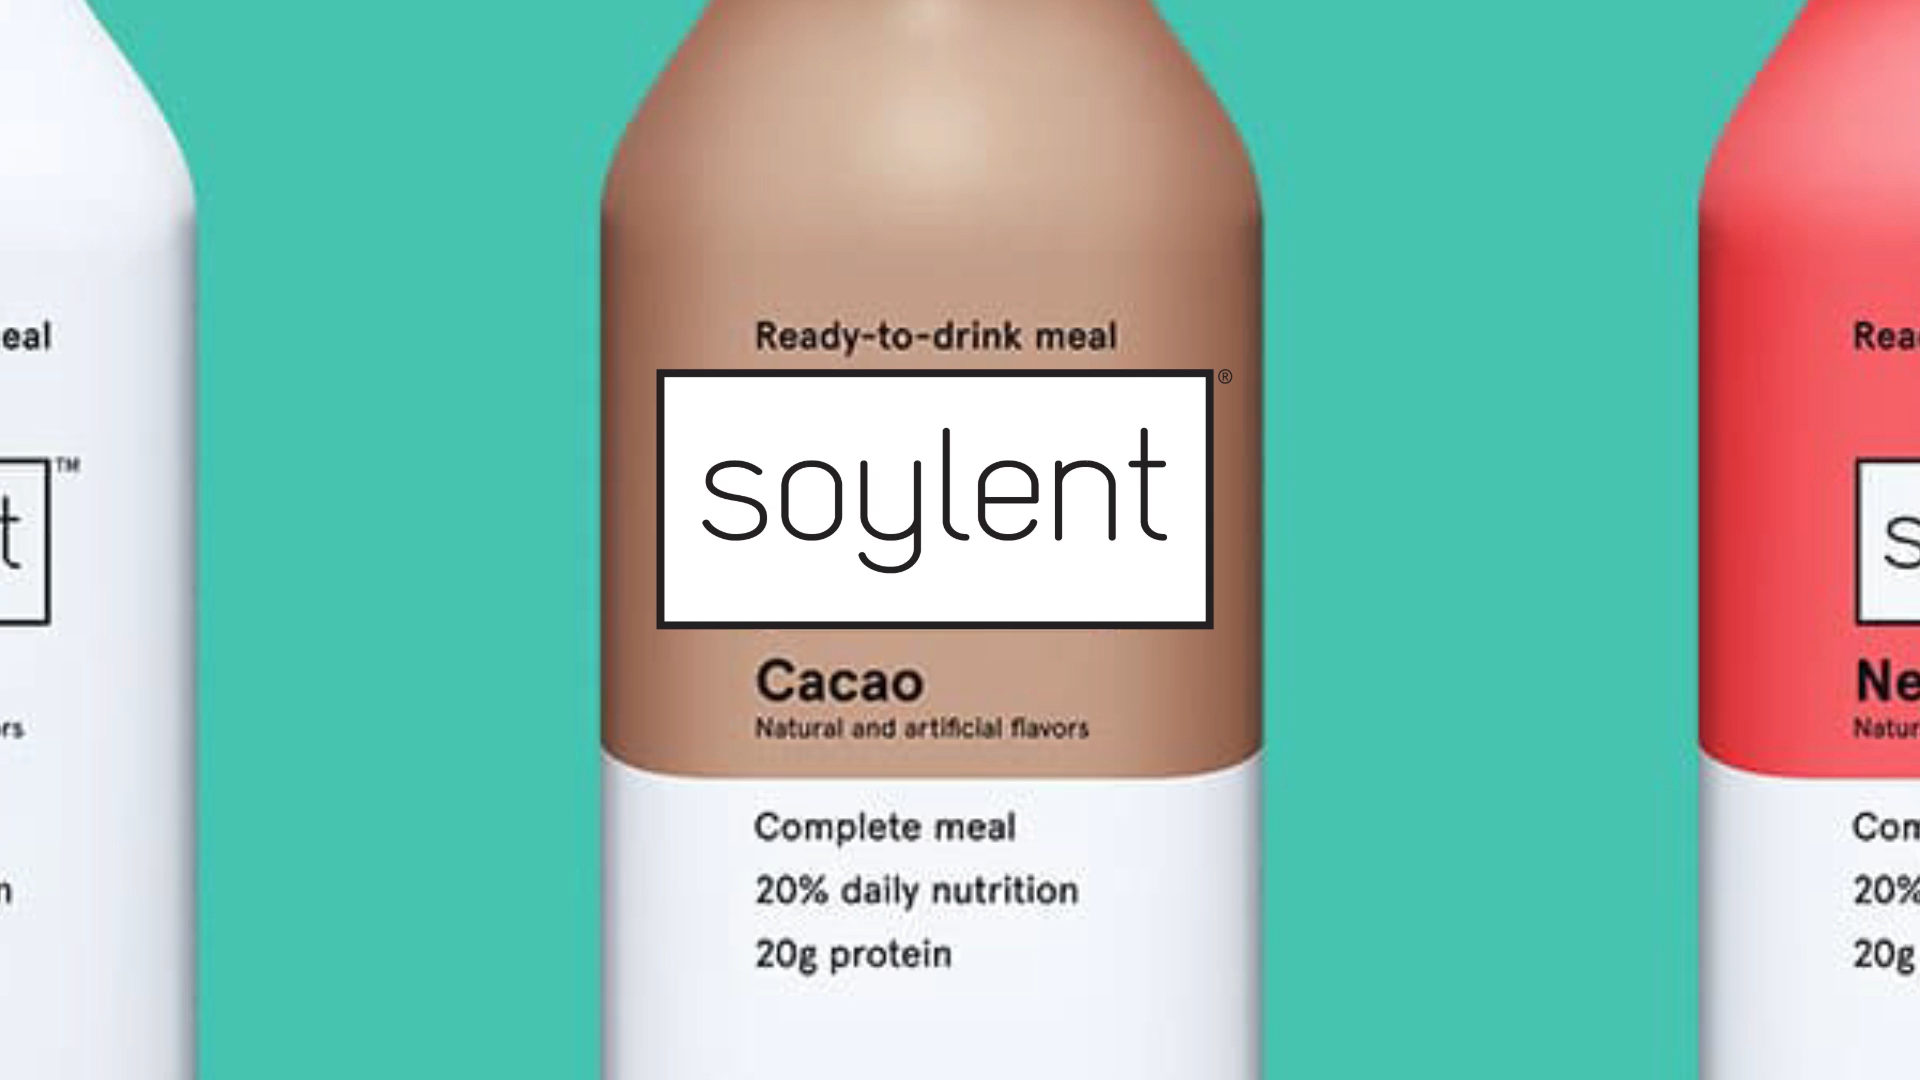 eal
TM
t
rs
n
Ready-to-drink meal
soylent®
Cacao
Natural and artificial flavors
Complete meal
20% daily nutrition
20g protein
Rea
s
Ne
Natur
Com
20%
20g